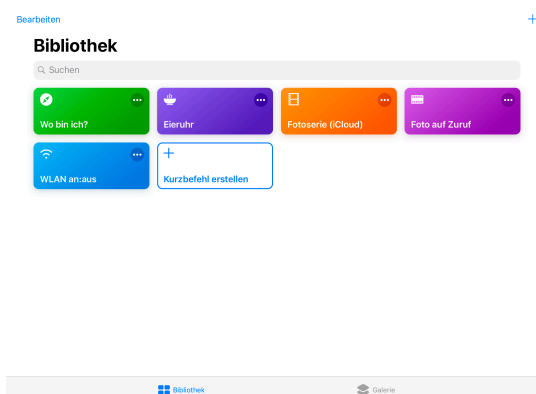 Bearbeiten
Bibliothek
Suchen
Wo bin ich?
Eieruhr
Fotoserie (iCloud)
Foto auf Zuruf
WLAN an:aus
Kurzbefehl erstellen
Bibliothek
Galerie